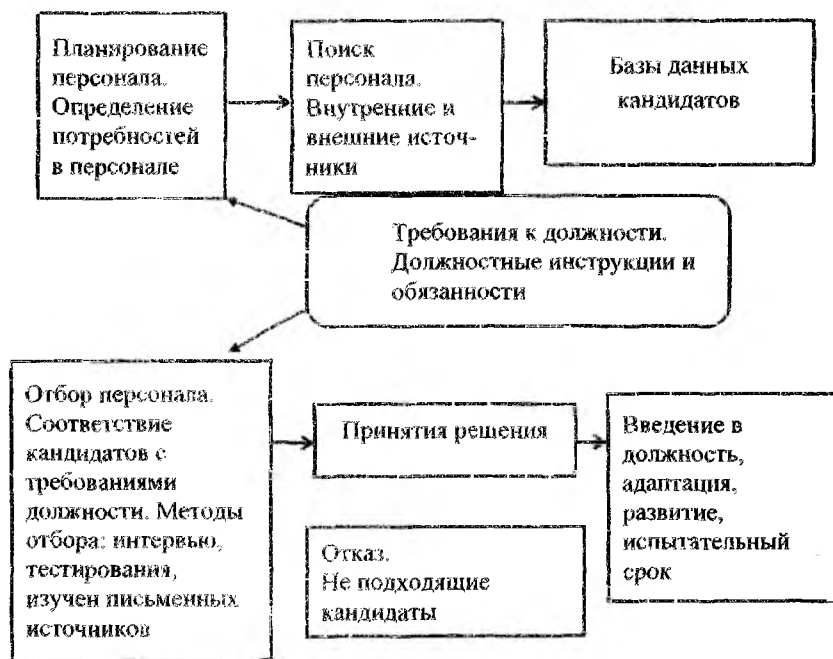 Планирование
персонала.
Определение
потребностей
в персонале
Поиск
персонала.
Внутренние и
внешние источ-
ники
Базы данных
кандидатов
Требования к должности.
Должностные инструкции и
обязанности
Отбор персонала.
Соответствие
кандидатов с
требованиями
должности. Методы
отбора: интервью,
тестирования,
изучен письменных
источников
Принятия решения
Введение в
должность,
адаптация,
развитие,
испытательный
срок
Отказ.
Не подходящие
кандидаты